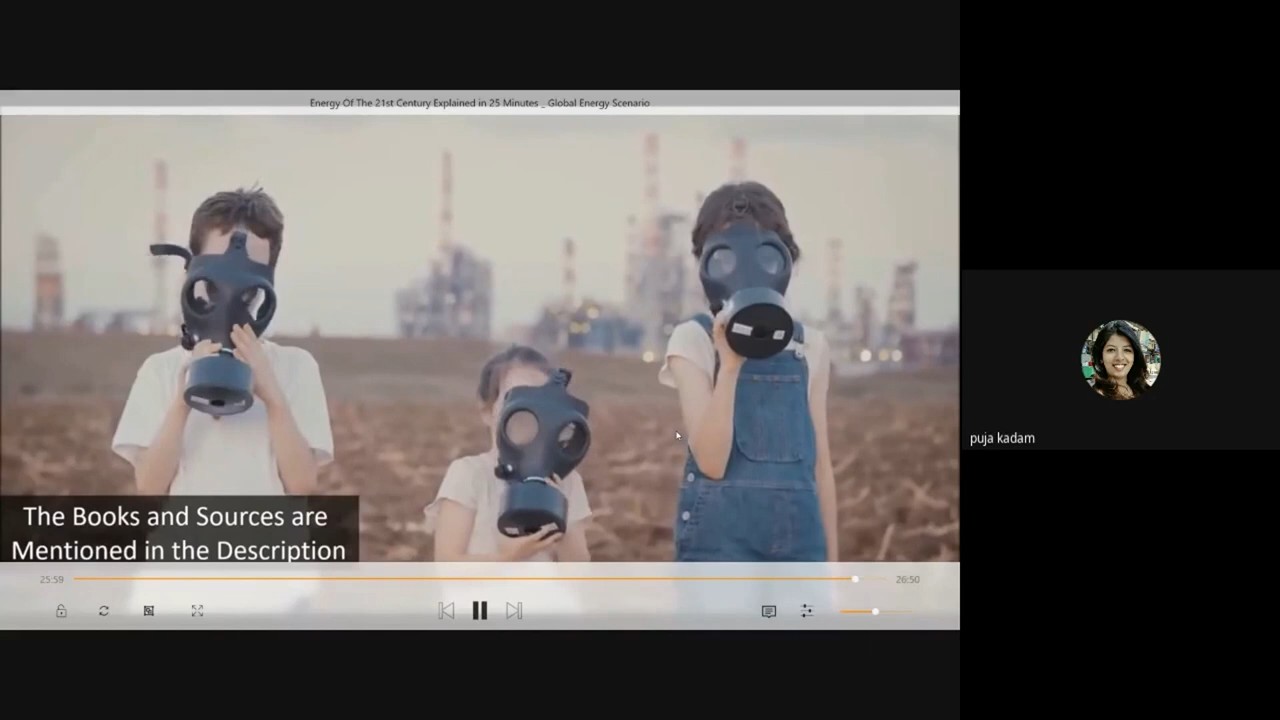 Energy Of The 21st Century Explained in 25 Minutes _ Global Energy Scenario
The Books and Sources are
Mentioned in the Description
25:59
26:50
puja kadam